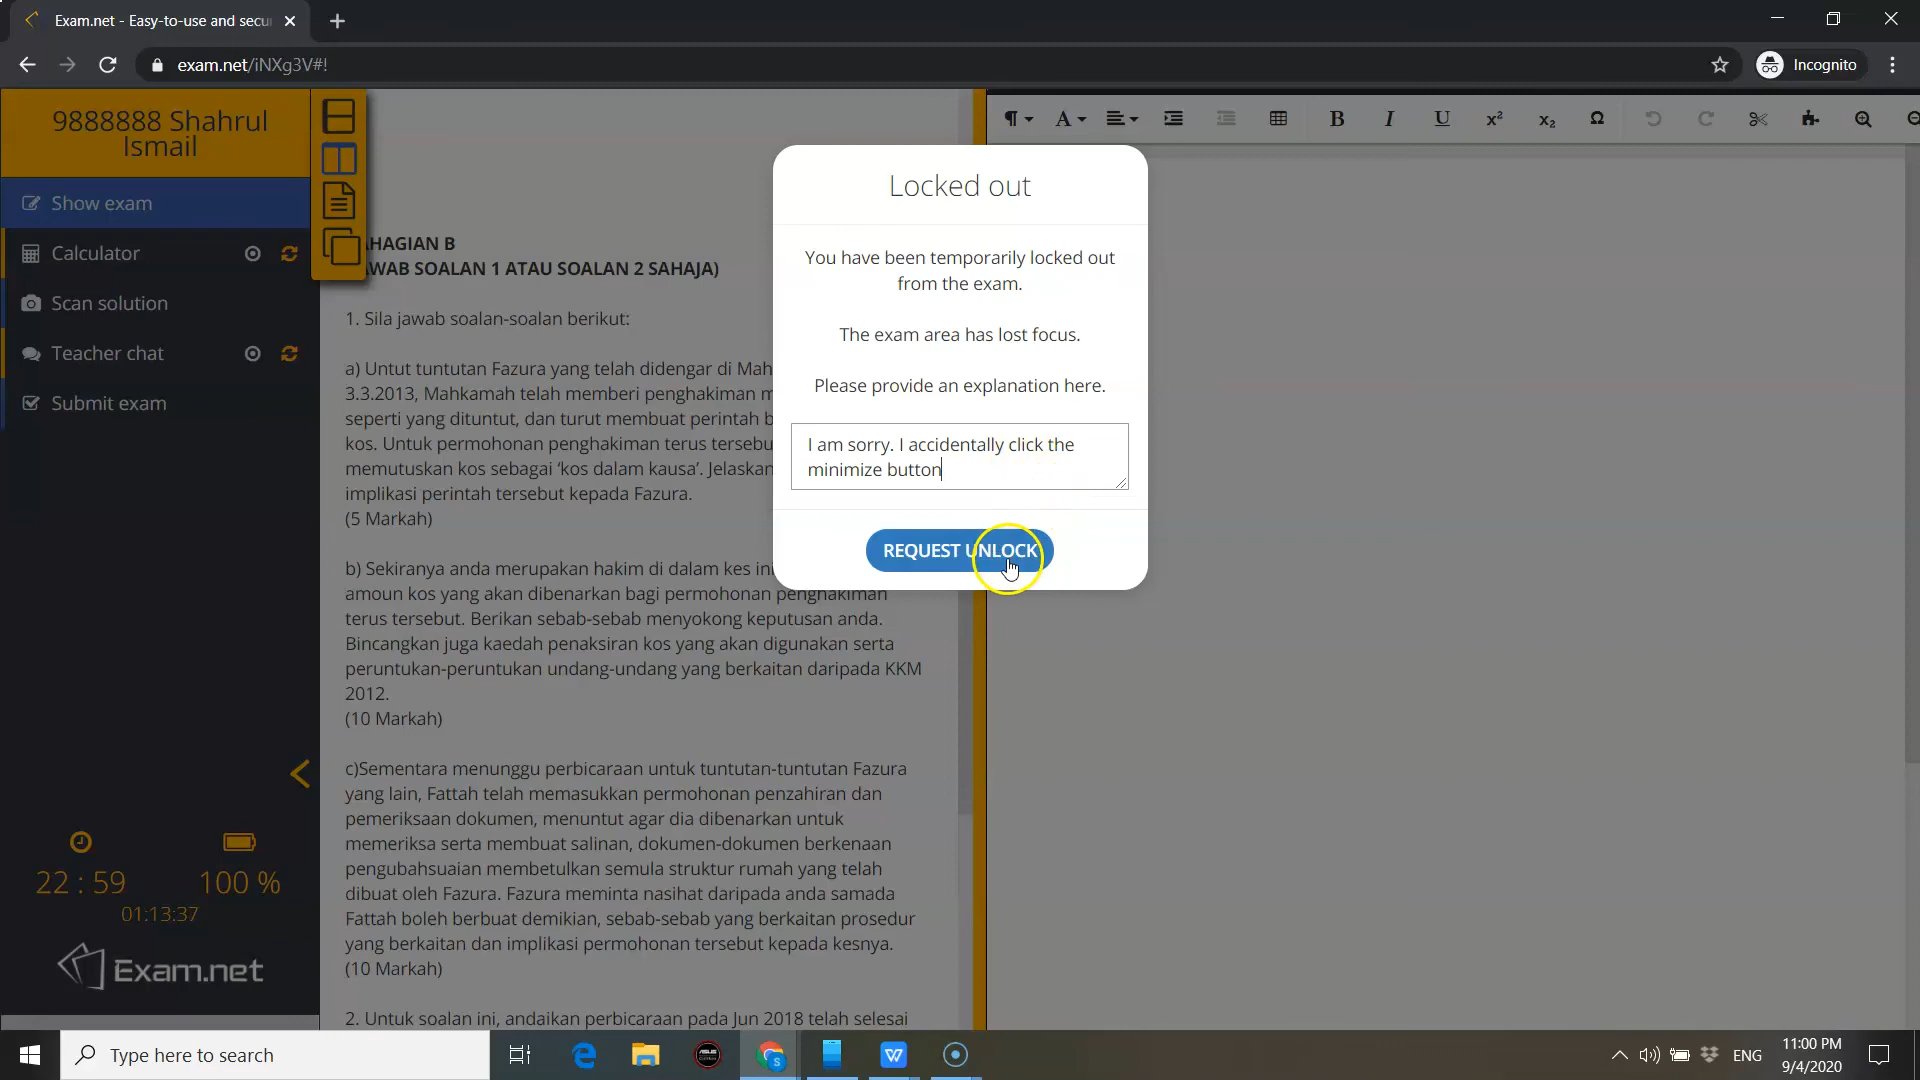 Exam.net - Easy-to-use and secu
exam.net/iNXg3V#!
Incognito
9888888 Shahrul
Ismail
Show exam
Calculator
Scan solution
Teacher chat
Submit exam
22 : 59
100 %
01:13:37
Exam.net
AHAGIAN B
AWAB SOALAN 1 ATAU SOALAN 2 SAHAJA)
1. Sila jawab soalan-soalan berikut:
a) Untut tuntutan Fazura yang telah didengar di Mah
3.3.2013, Mahkamah telah memberi penghakiman m
seperti yang dituntut, dan turut membuat perintah b
kos. Untuk permohonan penghakiman terus tersebu
memutuskan kos sebagai ‘kos dalam kausa’. Jelaskan
implikasi perintah tersebut kepada Fazura.
(5 Markah)
b) Sekiranya anda merupakan hakim di dalam kes ini
amoun kos yang akan dibenarkan bagi permohonan penghakiman
terus tersebut. Berikan sebab-sebab menyokong keputusan anda.
Bincangkan juga kaedah penaksiran kos yang akan digunakan serta
peruntukan-peruntukan undang-undang yang berkaitan daripada KKM
2012.
(10 Markah)
c)Sementara menunggu perbicaraan untuk tuntutan-tuntutan Fazura
yang lain, Fattah telah memasukkan permohonan penzahiran dan
pemeriksaan dokumen, menuntut agar dia dibenarkan untuk
memeriksa serta membuat salinan, dokumen-dokumen berkenaan
pengubahsuaian membetulkan semula struktur rumah yang telah
dibuat oleh Fazura. Fazura meminta nasihat daripada anda samada
Fattah boleh berbuat demikian, sebab-sebab yang berkaitan prosedur
yang berkaitan dan implikasi permohonan tersebut kepada kesnya.
(10 Markah)
2. Untuk soalan ini, andaikan perbicaraan pada Jun 2018 telah selesai
Locked out
You have been temporarily locked out
from the exam.
The exam area has lost focus.
Please provide an explanation here.
I am sorry. I accidentally click the
minimize button
REQUEST UNLOCK
Type here to search
ENG
11:00 PM
9/4/2020